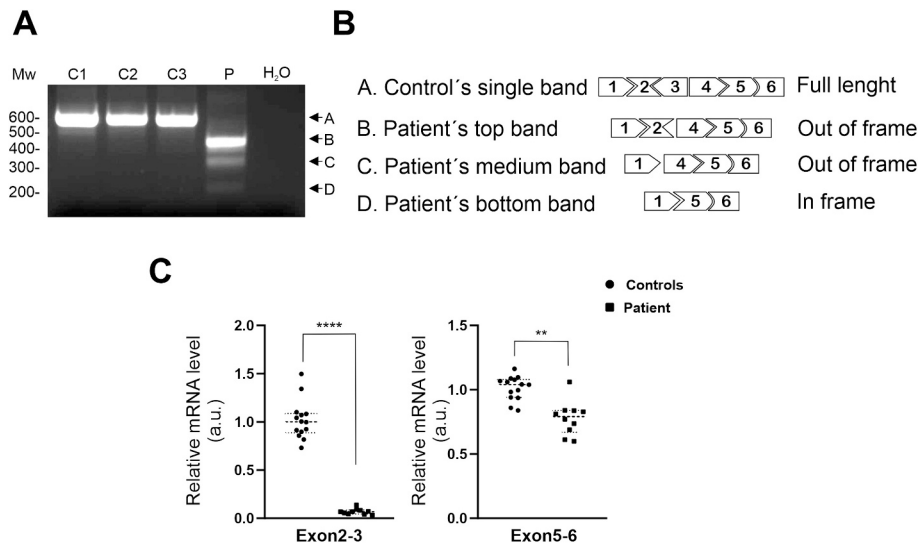 A
Mw C1 C2 C3 P H₂O
600-
500-
400-
300-
200-
A
B
C
D
B
A. Control´s single band 1 2 3 4 5 6 Full lenght
B. Patient´s top band 1 2 4 5 6 Out of frame
C. Patient´s medium band 1 4 5 6 Out of frame
D. Patient´s bottom band 1 5 6 In frame
C
Controls
Patient
Relative mRNA level
(a.u.)
2.0
1.5
1.0
0.5
0.0
****
Exon2-3
Relative mRNA level
(a.u.)
1.5
1.0
0.5
0.0
**
Exon5-6